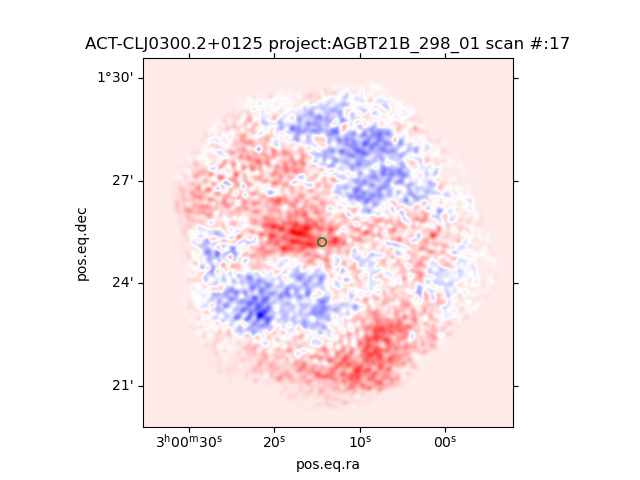 ACT-CLJ0300.2+0125 project:AGBT21B_298_01 scan #:17
1°30'
27'
24'
21'
pos.eq.dec
3ʰ00ᵐ30ˢ 20ˢ 10ˢ 00ˢ
pos.eq.ra